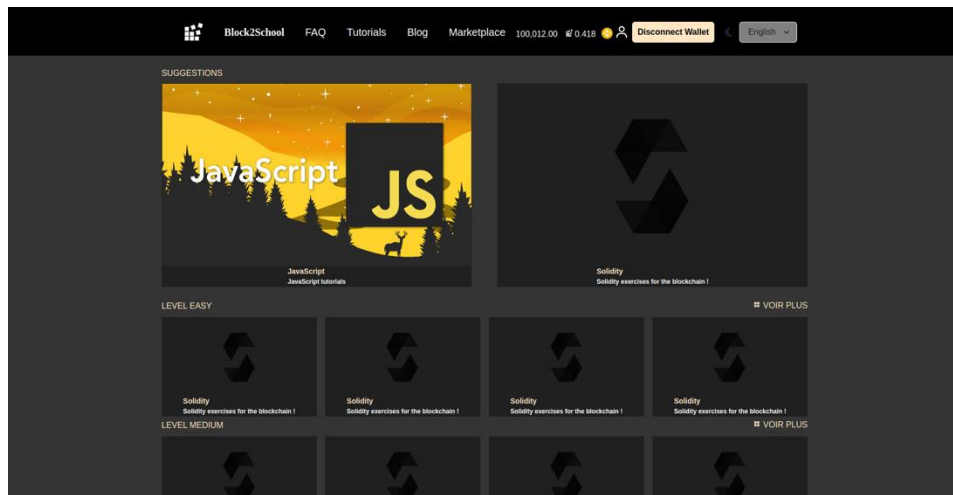 Block2School FAQ Tutorials Blog Marketplace 100,012.00 0.418 Disconnect Wallet English
SUGGESTIONS
JavaScript
JS
JavaScript
JavaScript tutorials
Solidity
Solidity exercises for the blockchain !
LEVEL EASY
VOIR PLUS
Solidity
Solidity exercises for the blockchain !
Solidity
Solidity exercises for the blockchain !
Solidity
Solidity exercises for the blockchain !
Solidity
Solidity exercises for the blockchain !
LEVEL MEDIUM
VOIR PLUS